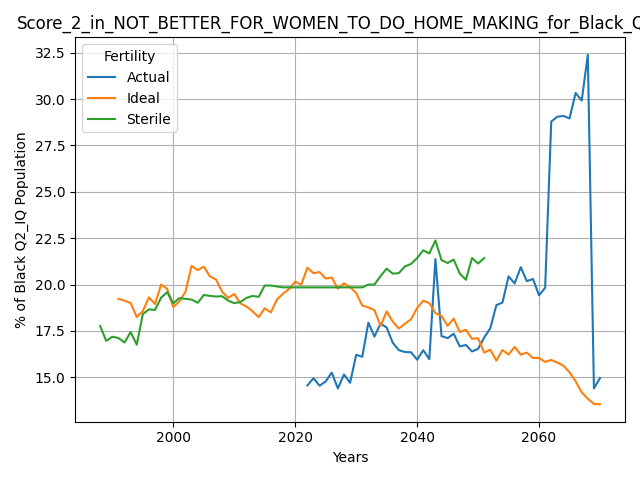 Score_2_in_NOT_BETTER_FOR_WOMEN_TO_DO_HOME_MAKING_for_Black_Q
Fertility
Actual
Ideal
Sterile
% of Black Q2_IQ Population
32.5
30.0
27.5
25.0
22.5
20.0
17.5
15.0
2000
2020
2040
2060
Years